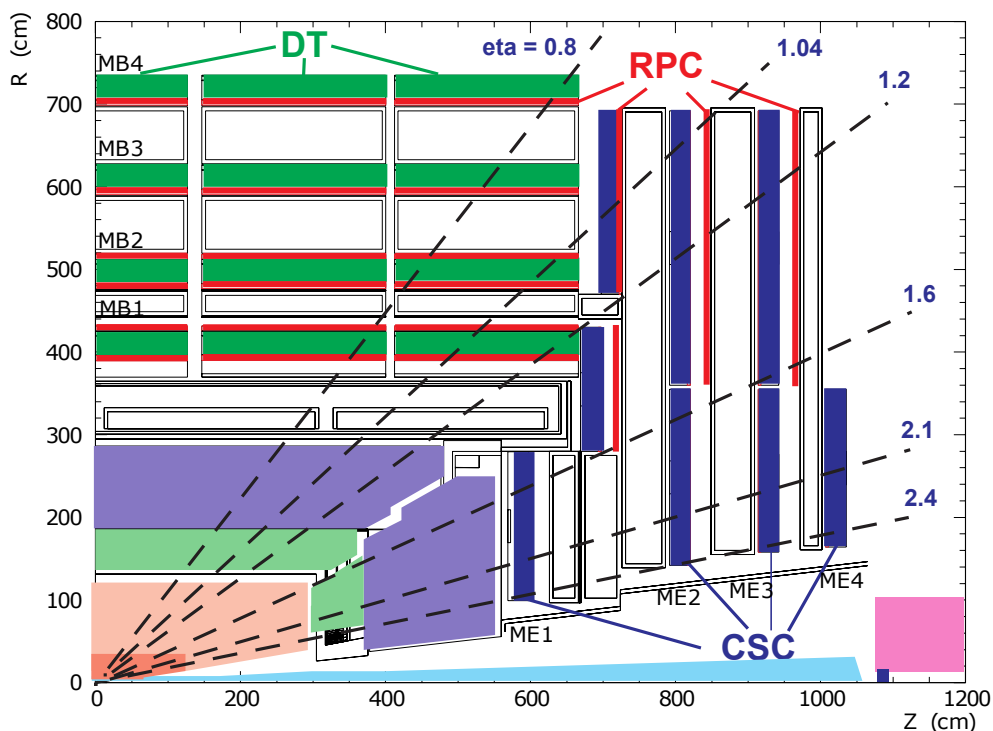 R (cm)
800
700
600
500
400
300
200
100
0
MB4
MB3
MB2
MB1
DT
eta = 0.8
RPC
1.04
1.2
1.6
2.1
2.4
ME1
ME2
ME3
ME4
CSC
0
200
400
600
800
1000
1200
Z (cm)